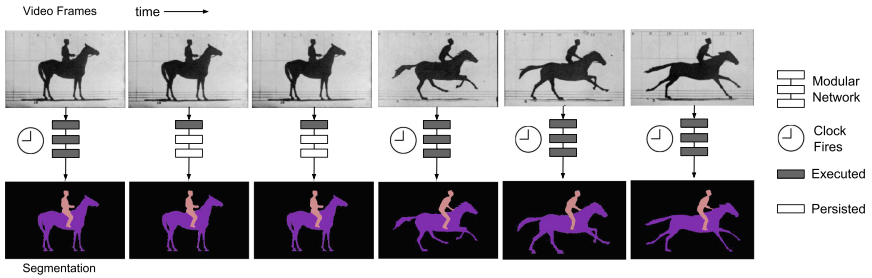 Video Frames
time
Modular
Network
Clock
Fires
Executed
Persisted
Segmentation